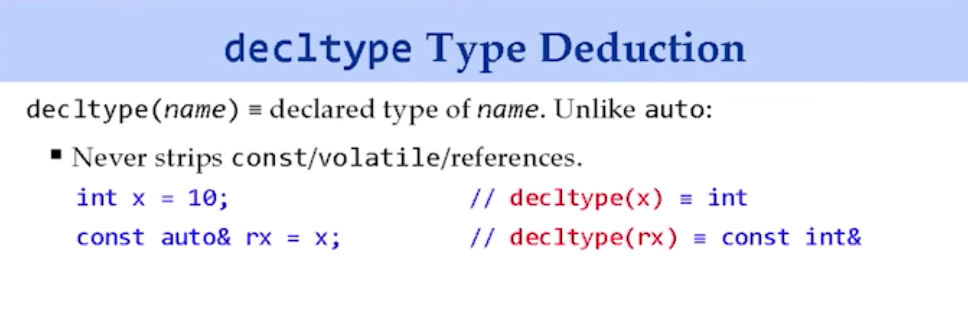 decltype Type Deduction
decltype(name) ≡ declared type of name. Unlike auto:
▪ Never strips const/volatile/references.
int x = 10; // decltype(x) ≡ int
const auto& rx = x; // decltype(rx) ≡ const int&